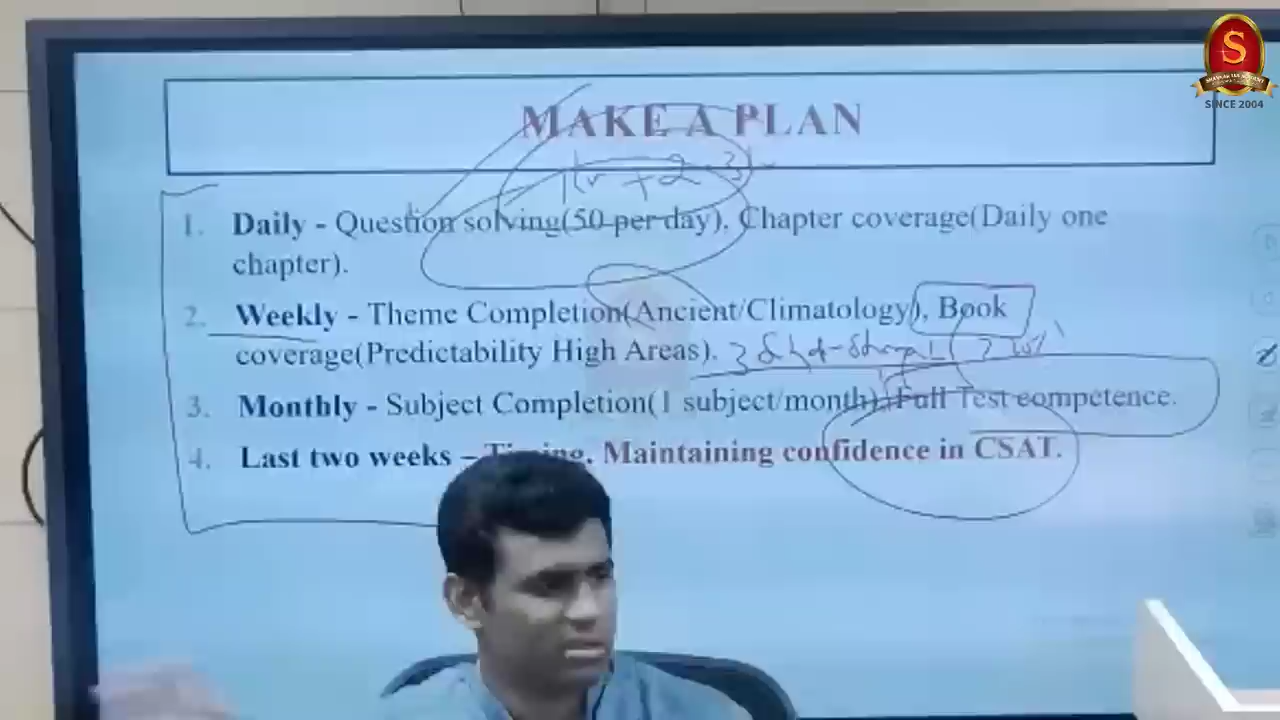 MAKE A PLAN
1. Daily - Question solving(50 per day), Chapter coverage(Daily one
chapter).
2. Weekly - Theme Completion(Ancient/Climatology), Book
coverage(Predictability High Areas).
3. Monthly - Subject Completion(1 subject/month), Full Test competence.
4. Last two weeks – Timing, Maintaining confidence in CSAT.
S
SINCE 2004